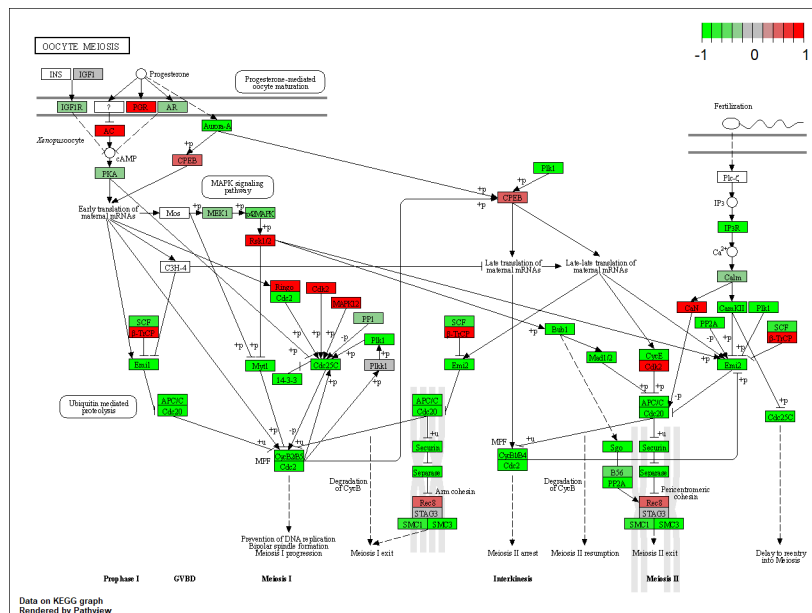 OOCYTE MEIOSIS
-1 0 1
INS IGF1 Progesterone
Progesterone-mediated
oocyte maturation
IGF1R ? PGR AR
Fertilization
Xenopus oocyte
AC
Aurora-A
+p
cAMP
CPEB
PKA
+p
Plk1
+p
Plc-ζ
MAPK signaling
pathway
CPEB
+p
+p
IP3
Early translation of
maternal mRNAs
Mos
+p
MEK1
+p
p42MAPK
+p
IP3R
Rsk1/2
Ca2+
C3H-4
Late translation of
maternal mRNAs
Late-late translation of
maternal mRNAs
Calm
Ringo
Cdc2
Cdk2
MAPK12
CaN
CamKII
Plk1
SCF
β-TrCP
PP1
SCF
β-TrCP
Bub1
PP2A
SCF
β-TrCP
Plk1
CycE
Cdk2
Mad1/2
Emi1
Myt1
Cdc25C
Plkk1
Emi2
Emi2
14-3-3
Ubiquitin mediated
proteolysis
APC/C
Cdc20
APC/C
Cdc20
APC/C
Cdc20
Cdc25C
MPF
+u
Securin
MPF
+u
Sgo
Securin
Cdc2
CycB1/B4
Cdc2
Separase
B56
PP2A
Separase
Degradation
of CycB
Arm cohesin
Degradation
of CycB
Pericentromeric
cohesin
Rec8
STAG3
SMC1 SMC3
Rec8
STAG3
SMC1
Prevention of DNA replication
Bipolar spindle formation
Meiosis I progression
Meiosis I exit
Meiosis II arrest
Meiosis II resumption
Meiosis II exit
Delay to reentry
into Meiosis
Prophase I GVBD Meiosis I Interkinesis Meiosis II
Data on KEGG graph
Rendered by Pathview